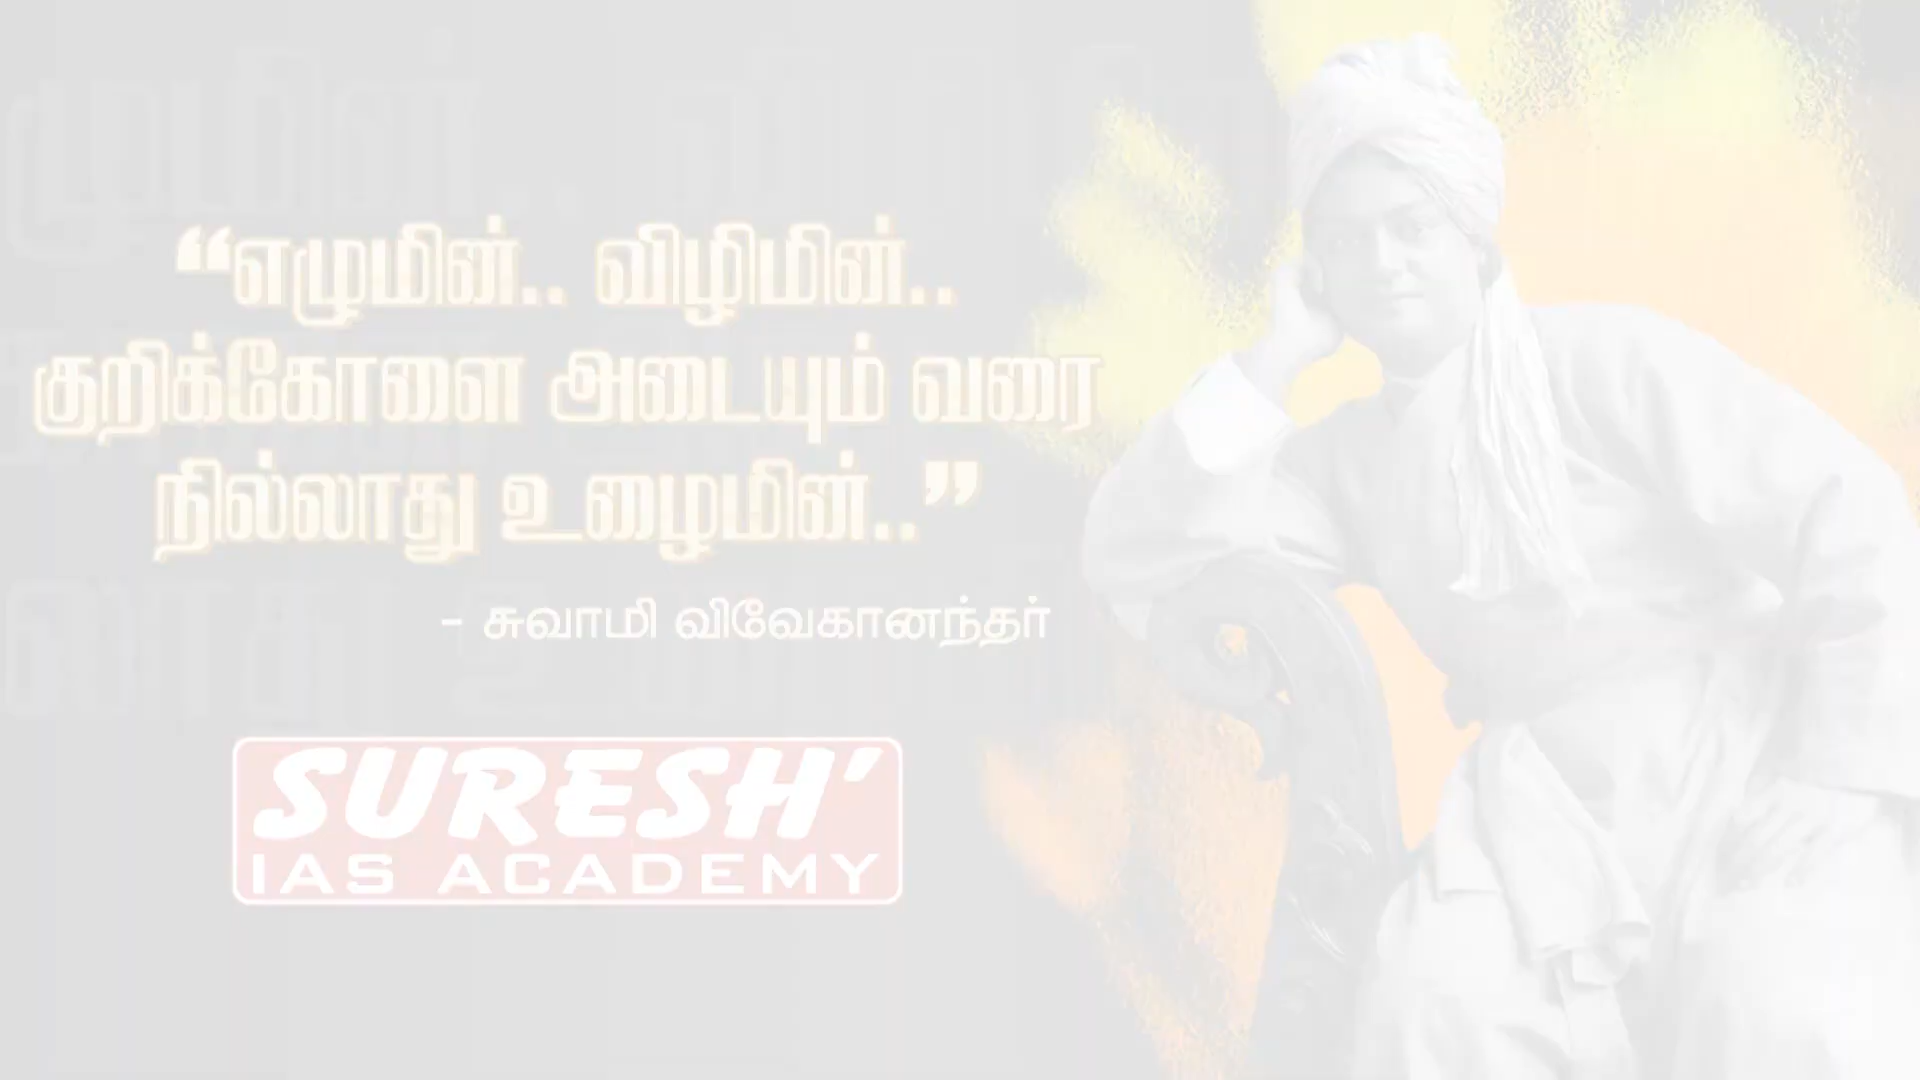 “எழுமின்.. விழிமின்..
குறிக்கோளை அடையும் வரை
நில்லாது உழைமின்..”
- சுவாமி விவேகானந்தர்
SURESH'
IAS ACADEMY